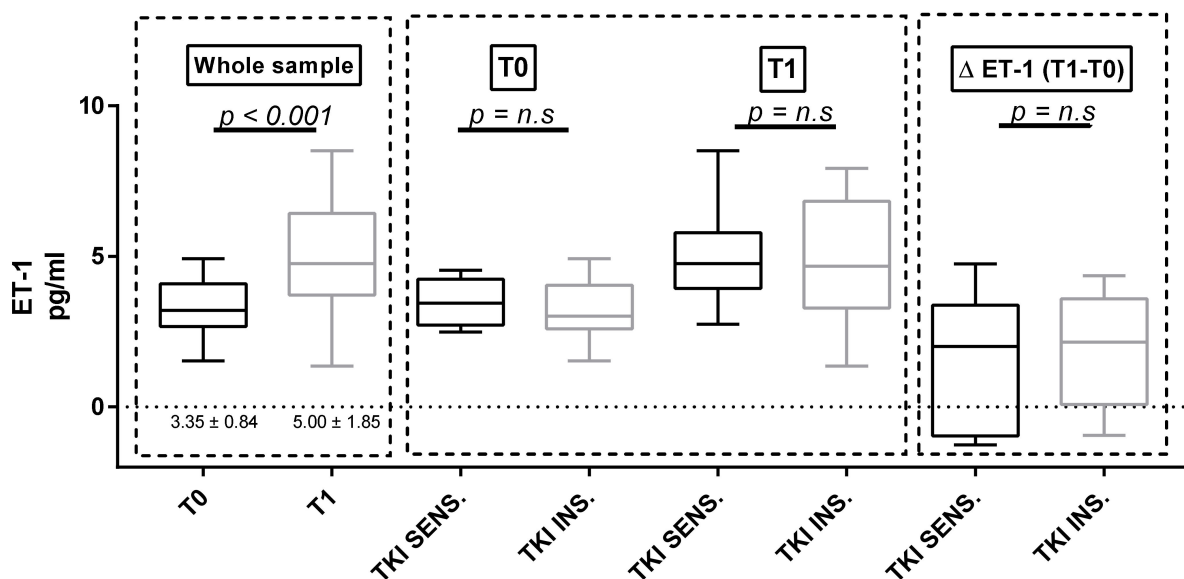 Whole sample
T0
T1
Δ ET-1 (T1-T0)
p < 0.001
p = n.s
p = n.s
p = n.s
10
5
0
ET-1
pg/ml
3.35 ± 0.84
5.00 ± 1.85
T0
T1
TKI SENS.
TKI INS.
TKI SENS.
TKI INS.
TKI SENS.
TKI INS.